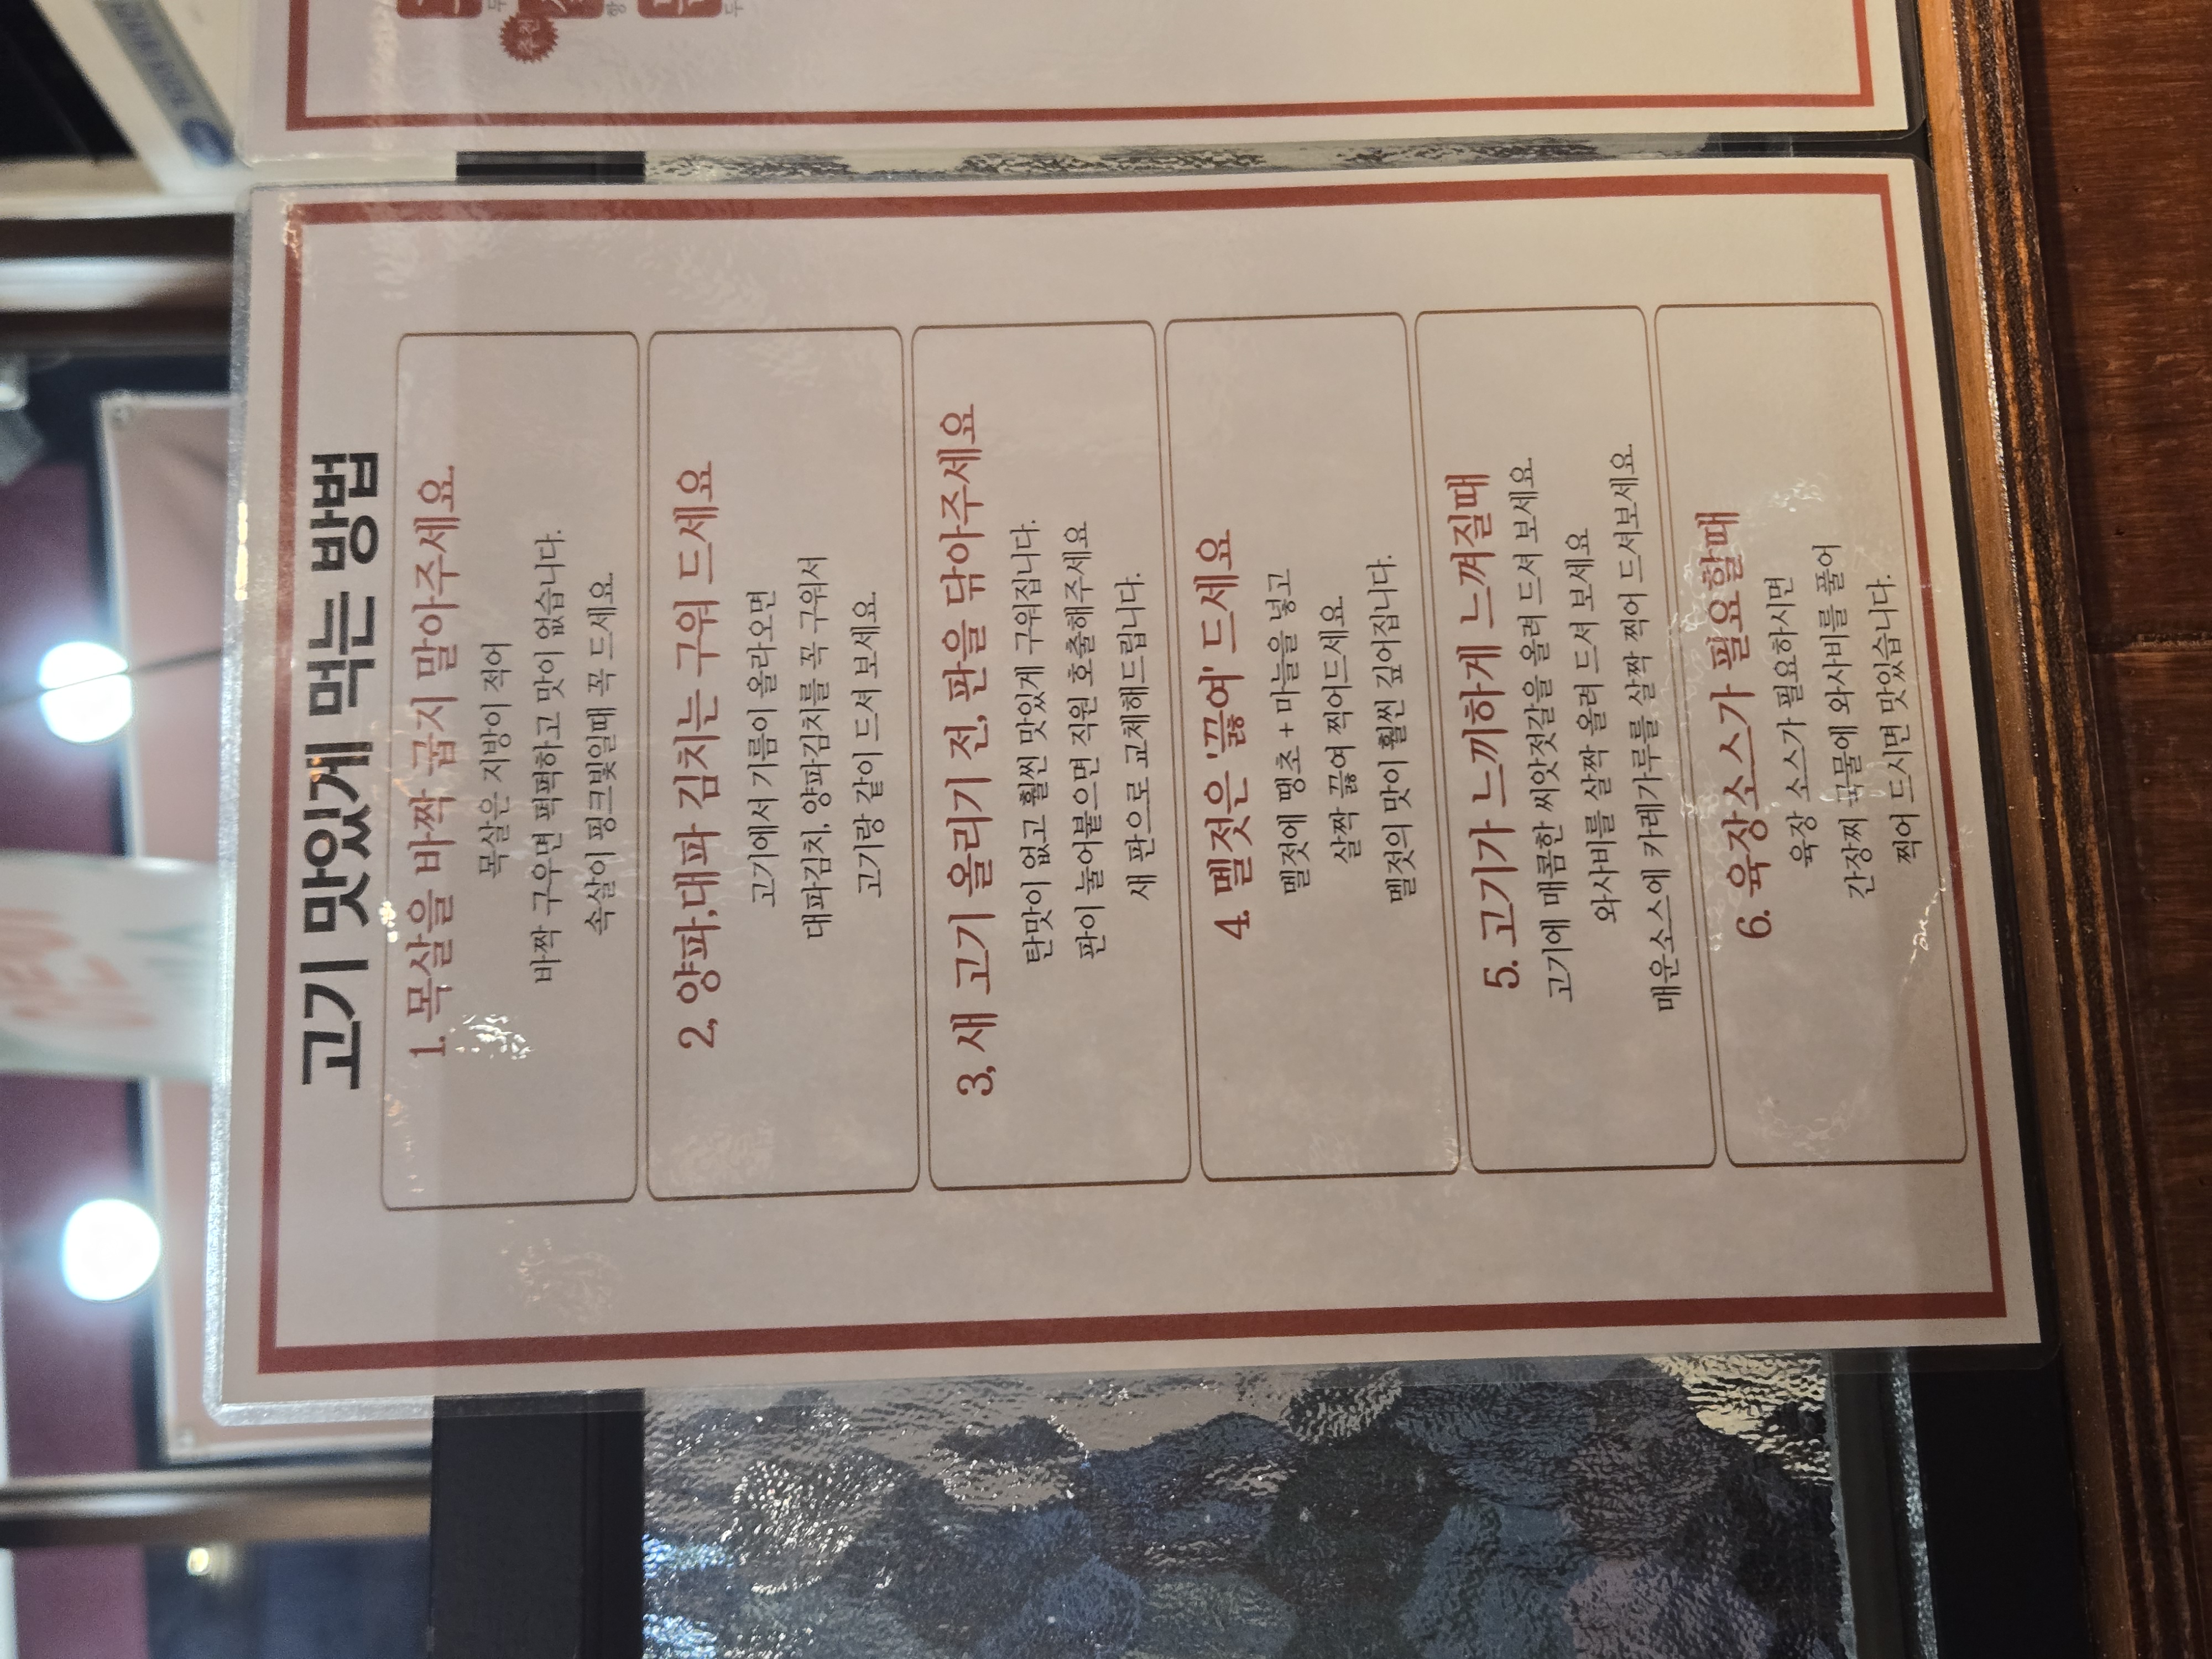 고기 맛있게 먹는 방법
1. 목살을 바짝 굽지 말아주세요.
목살은 지방이 적어
바짝 구우면 퍽퍽하고 맛이 없습니다.
속살이 핑크빛일때 꼭 드세요.
2, 양파,대파 김치는 구워 드세요
고기에서 기름이 올라오면
대파김치, 양파김치를 꼭 구워서
고기랑 같이 드셔 보세요.
3, 새 고기 올리기 전, 판을 닦아주세요
탄맛이 없고 훨씬 맛있게 구워집니다.
판이 눌어붙으면 직원 호출해주세요
새 판으로 교체해드립니다.
4. 멜젓은 '끓여' 드세요
멜젓에 땡초 + 마늘을 넣고
살짝 끓여 찍어드세요.
멜젓의 맛이 훨씬 깊어집니다.
5. 고기가 느끼하게 느껴질때
고기에 매콤한 씨앗젓갈을 올려 드셔 보세요.
와사비를 살짝 올려 드셔 보세요
매운소스에 카레가루를 살짝 찍어 드셔보세요.
6. 육장소스가 필요할때
육장 소스가 필요하시면
간장찌 국물에 와사비를 풀어
찍어 드시면 맛있습니다.
추천